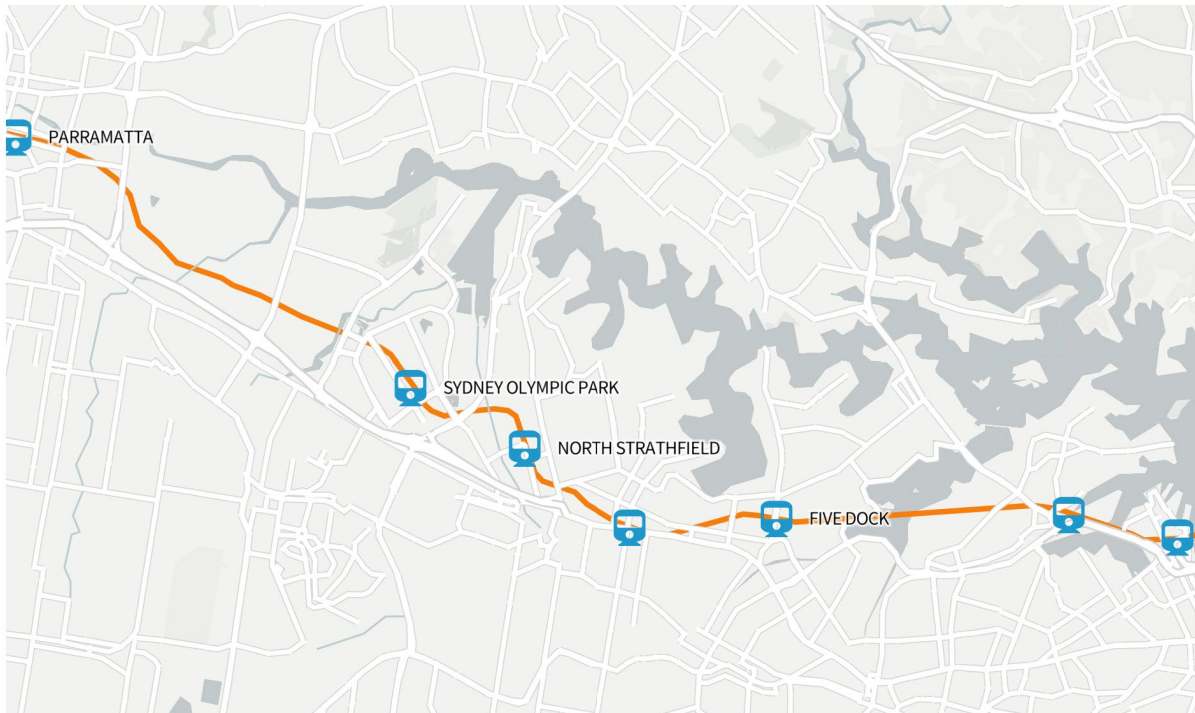 PARRAMATTA
SYDNEY OLYMPIC PARK
NORTH STRATHFIELD
FIVE DOCK